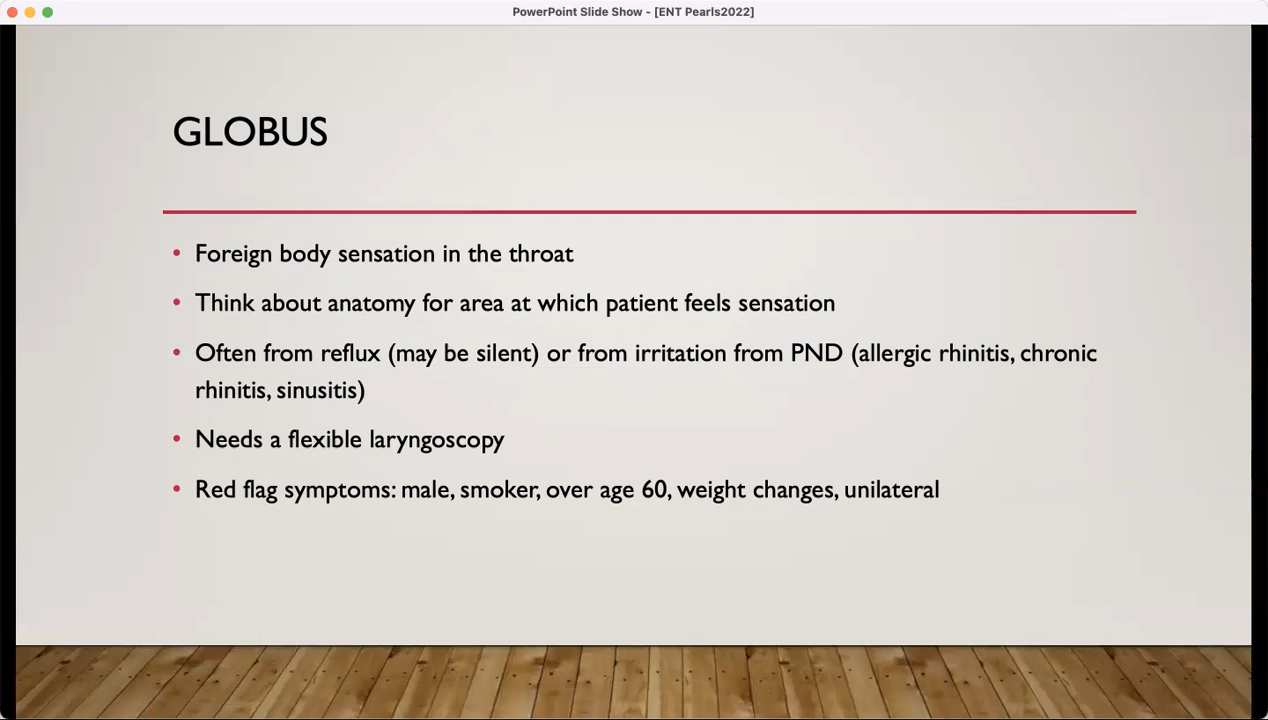 PowerPoint Slide Show - [ENT Pearls2022]
GLOBUS
• Foreign body sensation in the throat
• Think about anatomy for area at which patient feels sensation
• Often from reflux (may be silent) or from irritation from PND (allergic rhinitis, chronic
rhinitis, sinusitis)
• Needs a flexible laryngoscopy
• Red flag symptoms: male, smoker, over age 60, weight changes, unilateral